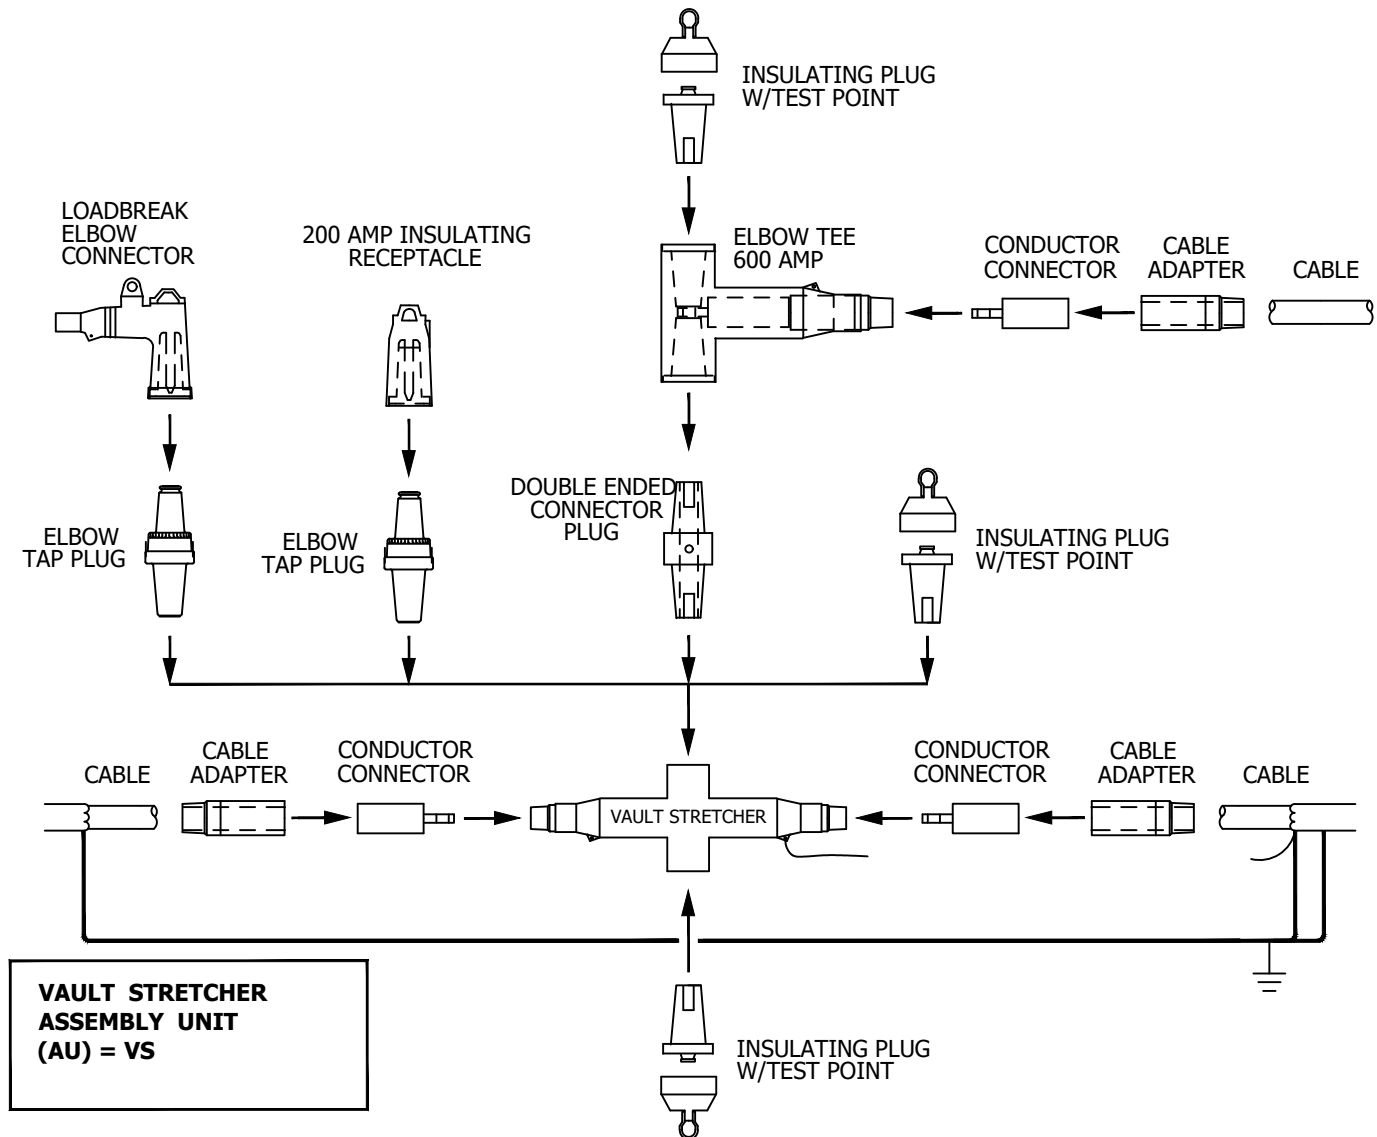 INSULATING PLUG
W/TEST POINT
LOADBREAK
ELBOW
CONNECTOR
200 AMP INSULATING
RECEPTACLE
ELBOW TEE
600 AMP
CONDUCTOR
CONNECTOR
CABLE
ADAPTER
CABLE
ELBOW
TAP PLUG
ELBOW
TAP PLUG
DOUBLE ENDED
CONNECTOR
PLUG
INSULATING PLUG
W/TEST POINT
CABLE
CABLE
ADAPTER
CONDUCTOR
CONNECTOR
VAULT STRETCHER
CONDUCTOR
CONNECTOR
CABLE
ADAPTER
CABLE
VAULT STRETCHER
ASSEMBLY UNIT
(AU) = VS
INSULATING PLUG
W/TEST POINT